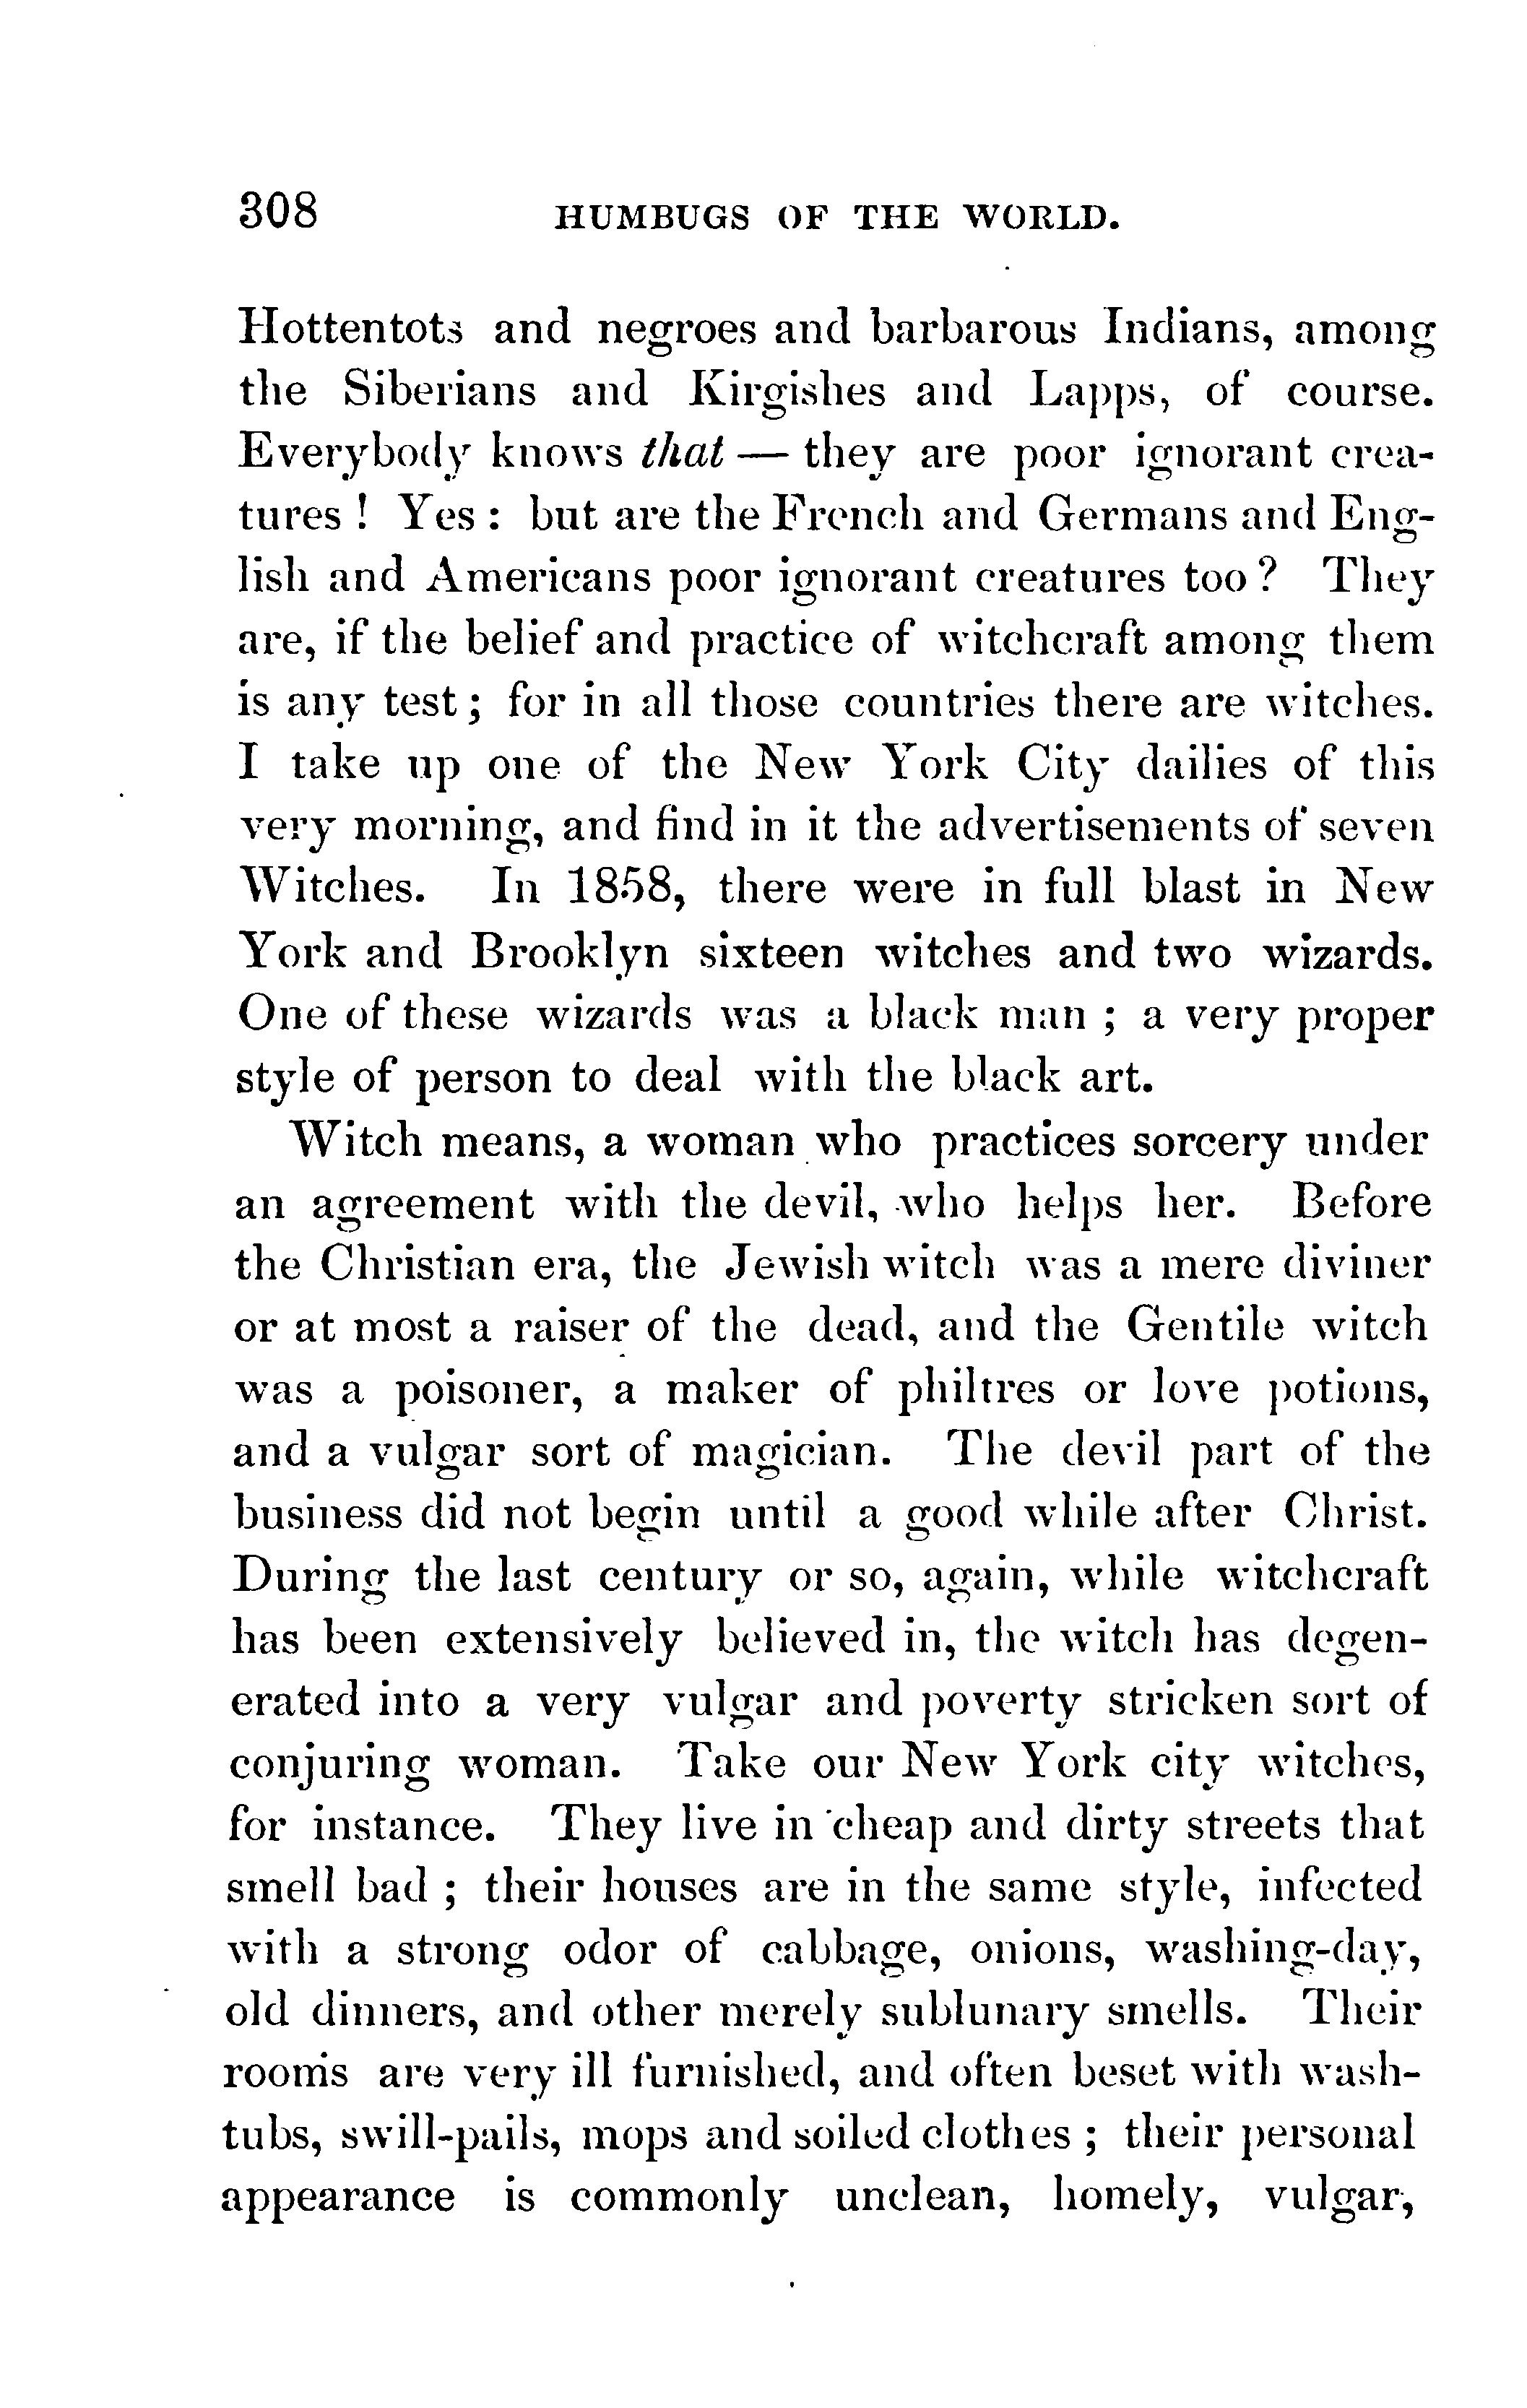 308 HUMBUGS OF THE WORLD.
Hottentots and negroes and barbarous Indians, among
the Siberians and Kirgishes and Lapps, of course.
Everybody knows that — they are poor ignorant crea-
tures ! Yes : but are the French and Germans and Eng-
lish and Americans poor ignorant creatures too ? They
are, if the belief and practice of witchcraft among them
is any test ; for in all those countries there are witches.
I take up one of the New York City dailies of this
very morning, and find in it the advertisements of seven
Witches. In 1858, there were in full blast in New
York and Brooklyn sixteen witches and two wizards.
One of these wizards was a black man ; a very proper
style of person to deal with the black art.
Witch means, a woman who practices sorcery under
an agreement with the devil, who helps her. Before
the Christian era, the Jewish witch was a mere diviner
or at most a raiser of the dead, and the Gentile witch
was a poisoner, a maker of philtres or love potions,
and a vulgar sort of magician. The devil part of the
business did not begin until a good while after Christ.
During the last century or so, again, while witchcraft
has been extensively believed in, the witch has degen-
erated into a very vulgar and poverty stricken sort of
conjuring woman. Take our New York city witches,
for instance. They live in cheap and dirty streets that
smell bad ; their houses are in the same style, infected
with a strong odor of cabbage, onions, washing-day,
old dinners, and other merely sublunary smells. Their
rooms are very ill furnished, and often beset with wash-
tubs, swill-pails, mops and soiled clothes ; their personal
appearance is commonly unclean, homely, vulgar,